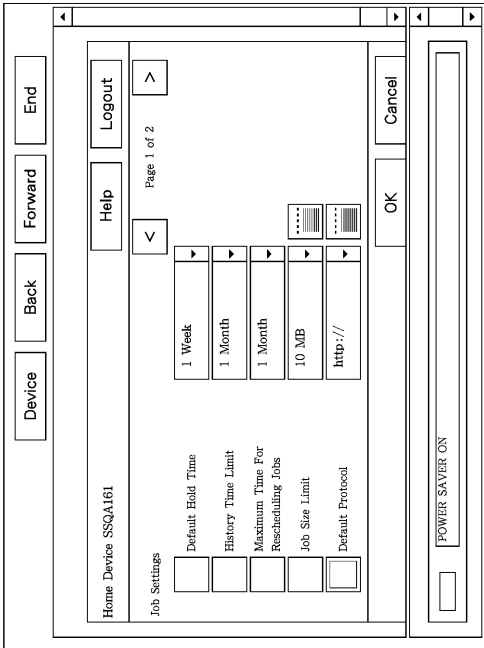 Device Back Forward End
Home Device SSQA161 Help Logout
Job Settings < Page 1 of 2 >
Default Hold Time 1 Week
History Time Limit 1 Month
Maximum Time For
Rescheduling Jobs 1 Month
Job Size Limit 10 MB
Default Protocol http://
OK Cancel
POWER SAVER ON